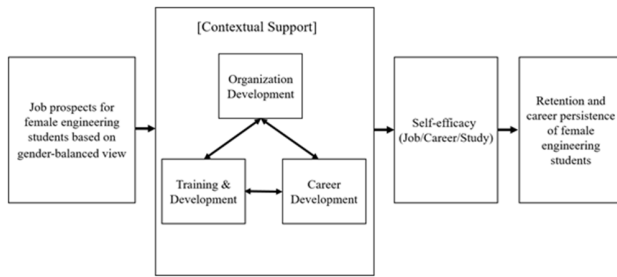 [Contextual Support]
Organization
Development
Job prospects for
female engineering
students based on
gender-balanced view
Training &
Development
Career
Development
Self-efficacy
(Job/Career/Study)
Retention and
career persistence
of female
engineering
students